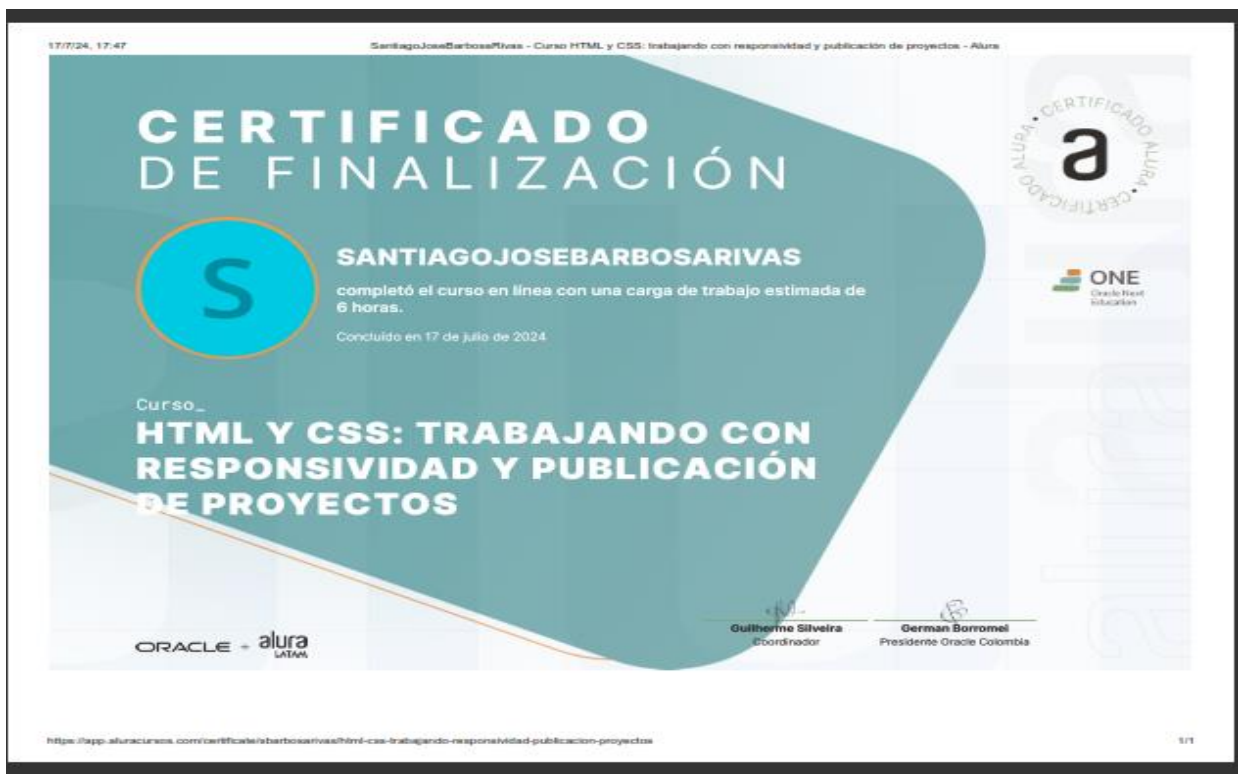 17/7/24, 17:47 SantiagoJoseBarbosaRivas - Curso HTML y CSS: trabajando con responsividad y publicación de proyectos - Alura
CERTIFICADO
DE FINALIZACIÓN
CERTIFICADO ALURA • CERTIFICADO ALURA •
a
S
SANTIAGOJOSEBARBOSARIVAS
completó el curso en línea con una carga de trabajo estimada de
6 horas.
Concluido en 17 de julio de 2024
ONE
Oracle Next
Education
Curso_
HTML Y CSS: TRABAJANDO CON
RESPONSIVIDAD Y PUBLICACIÓN
DE PROYECTOS
Guilherme Silveira
Coordinador
German Borromei
Presidente Oracle Colombia
ORACLE + alura
LATAM
https://app.aluracursos.com/certificate/sbarbosarivas/html-css-trabajando-responsividad-publicacion-proyectos 1/1